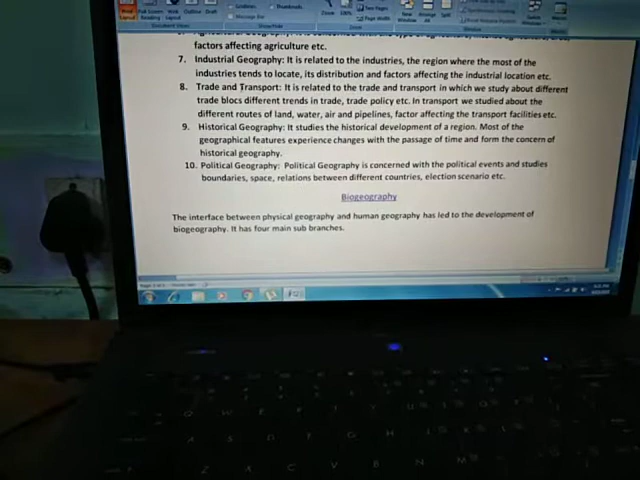 factors affecting agriculture etc.
7. Industrial Geography: It is related to the industries, the region where the most of the
industries tends to locate, its distribution and factors affecting the industrial location etc.
8. Trade and Transport: It is related to the trade and transport in which we study about different
trade blocs different trends in trade, trade policy etc. In transport we studied about the
different routes of land, water, air and pipelines, factor affecting the transport facilities etc.
9. Historical Geography: It studies the historical development of a region. Most of the
geographical features experience changes with the passage of time and form the concern of
historical geography.
10. Political Geography: Political Geography is concerned with the political events and studies
boundaries, space, relations between different countries, election scenario etc.
Biogeography
The interface between physical geography and human geography has led to the development of
biogeography. It has four main sub branches.